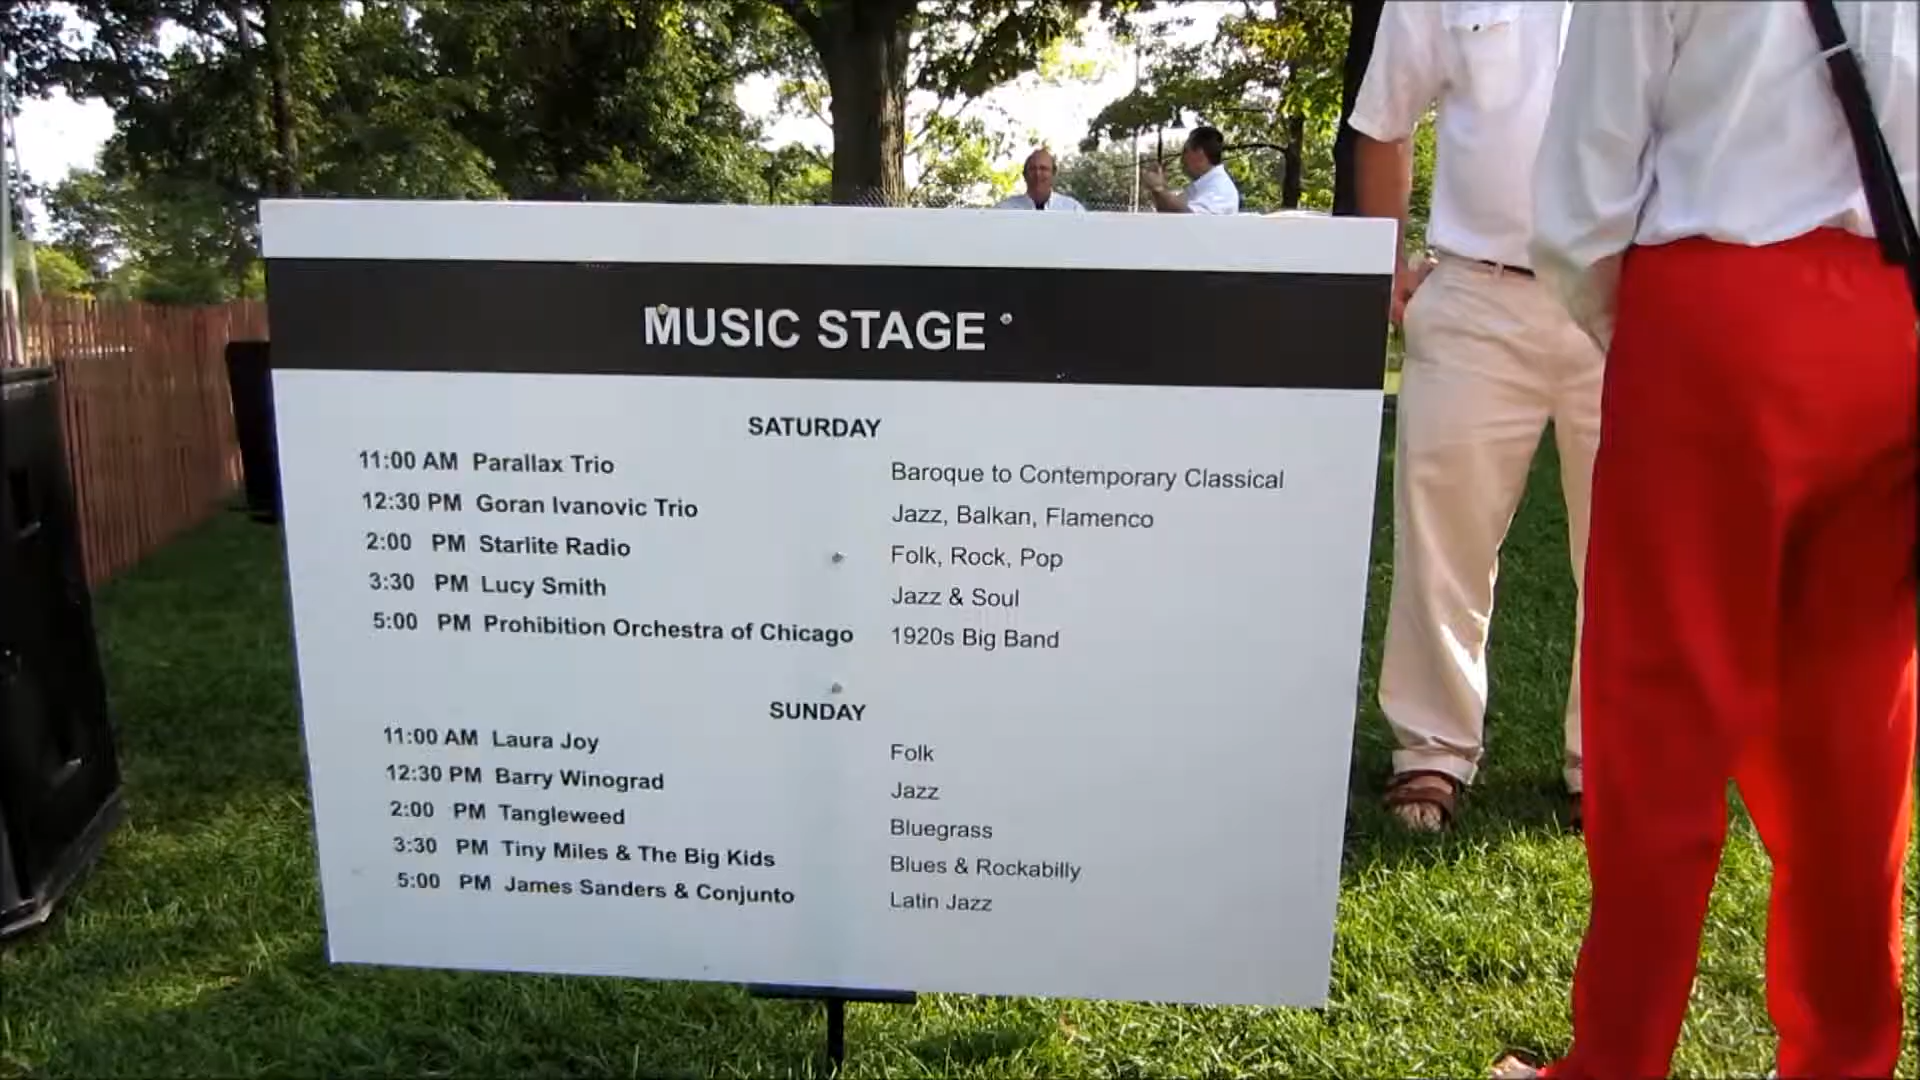 MUSIC STAGE
SATURDAY
11:00 AM Parallax Trio Baroque to Contemporary Classical
12:30 PM Goran Ivanovic Trio Jazz, Balkan, Flamenco
2:00 PM Starlite Radio Folk, Rock, Pop
3:30 PM Lucy Smith Jazz & Soul
5:00 PM Prohibition Orchestra of Chicago 1920s Big Band
SUNDAY
11:00 AM Laura Joy Folk
12:30 PM Barry Winograd Jazz
2:00 PM Tangleweed Bluegrass
3:30 PM Tiny Miles & The Big Kids Blues & Rockabilly
5:00 PM James Sanders & Conjunto Latin Jazz